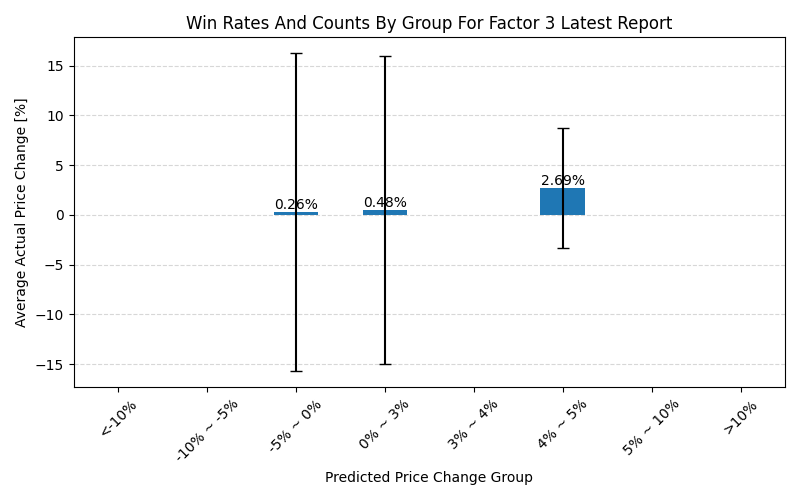 Win Rates And Counts By Group For Factor 3 Latest Report
Average Actual Price Change [%]
15
10
5
0
−5
−10
−15
0.26%
0.48%
2.69%
<-10%
-10% ~ -5%
-5% ~ 0%
0% ~ 3%
3% ~ 4%
4% ~ 5%
5% ~ 10%
>10%
Predicted Price Change Group